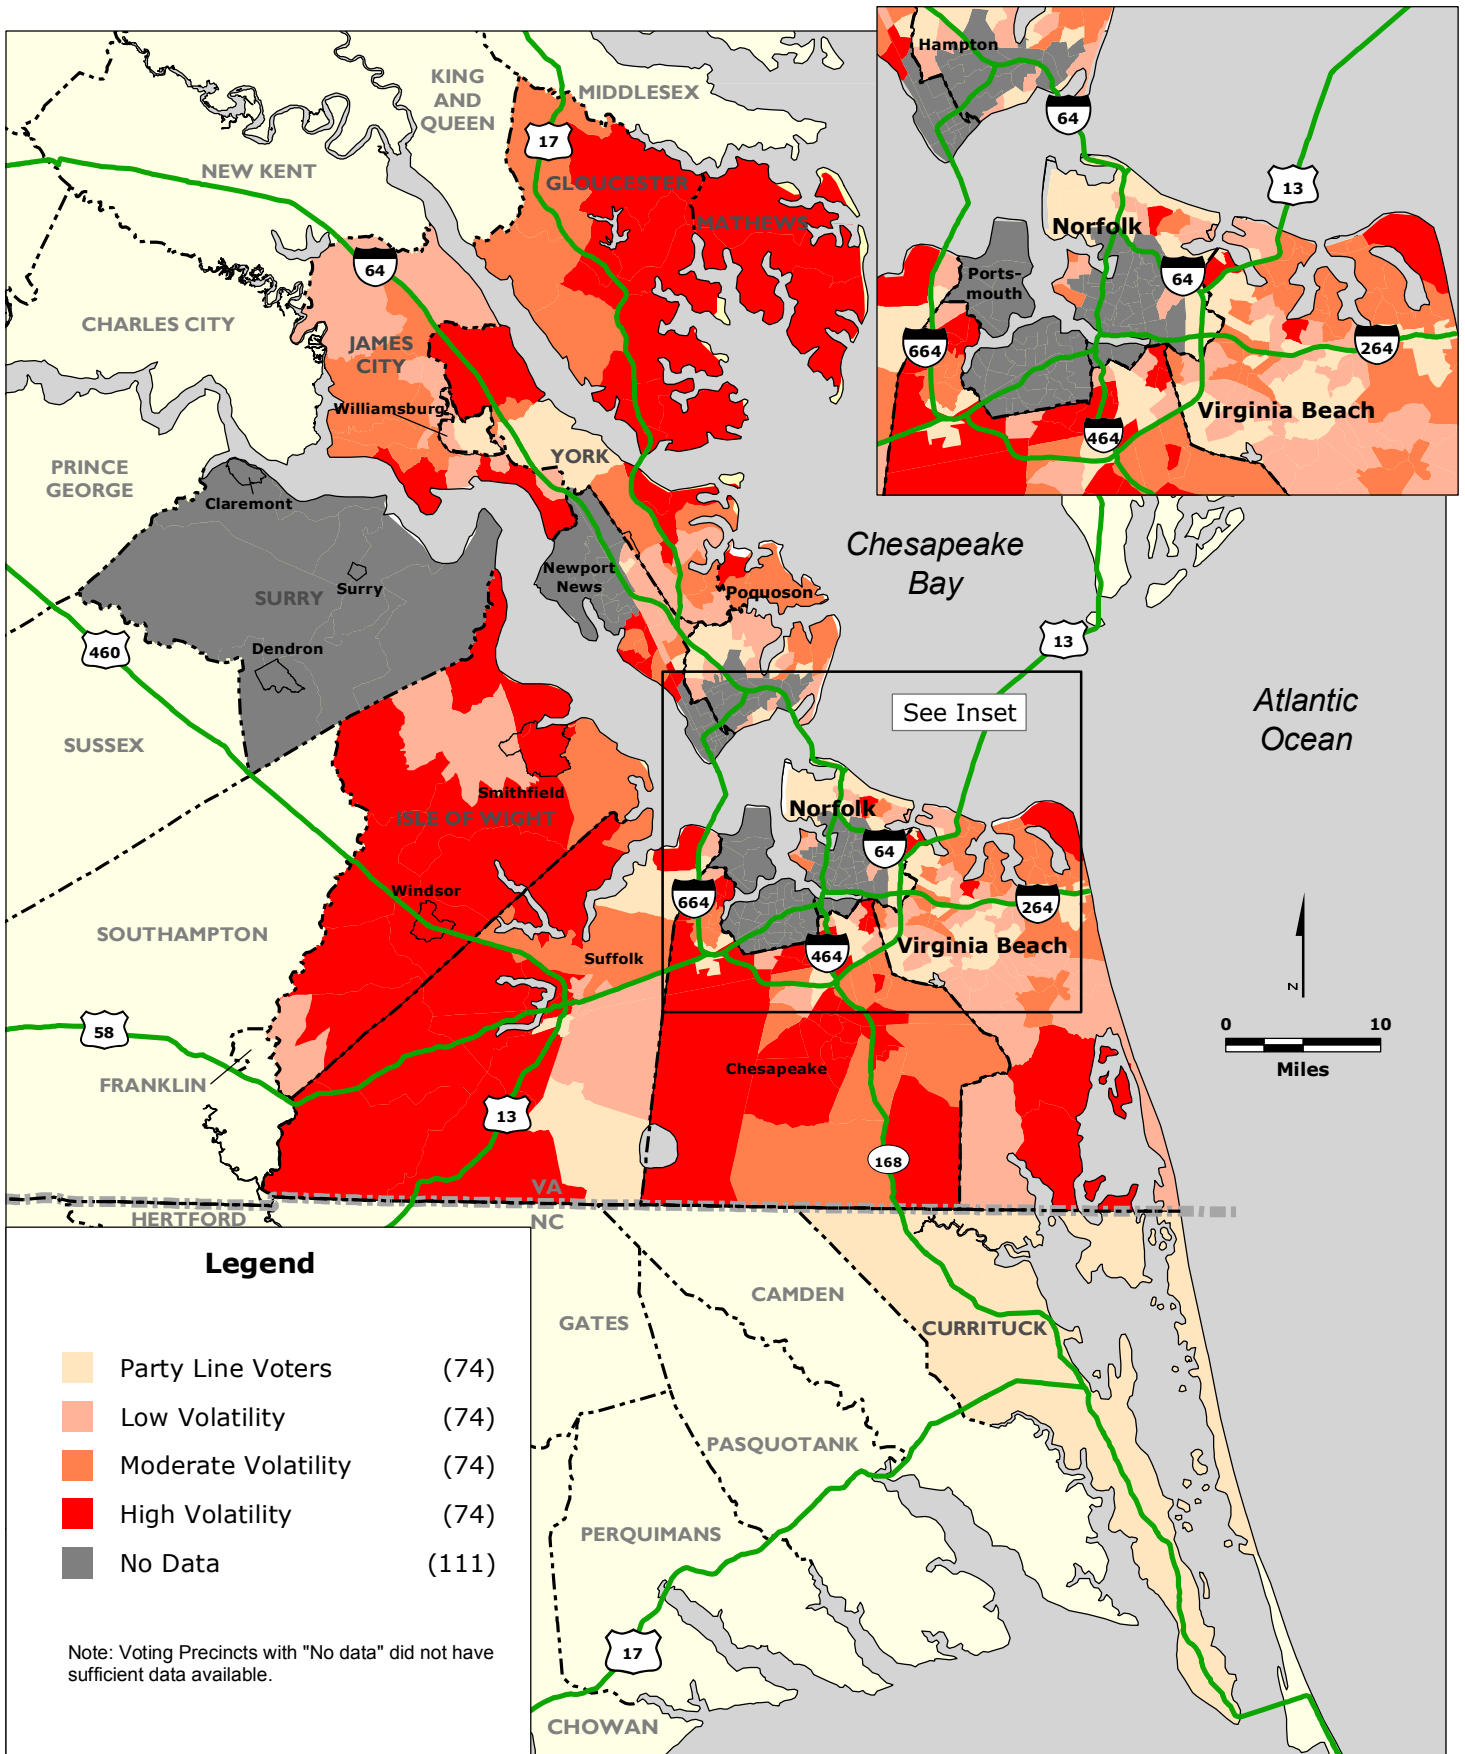 KING
AND
QUEEN
MIDDLESEX
17
NEW KENT
GLOUCESTER
MATHEWS
64
CHARLES CITY
JAMES
CITY
Williamsburg
YORK
PRINCE
GEORGE
Claremont
Newport
News
Surry
SURRY
Poquoson
Dendron
460
SUSSEX
Smithfield
ISLE OF WIGHT
Windsor
SOUTHAMPTON
Suffolk
58
FRANKLIN
13
Chesapeake
168
VA
NC
HERTFORD
Hampton
64
13
Norfolk
64
Ports-
mouth
664
264
Virginia Beach
464
Chesapeake
Bay
13
Atlantic
Ocean
See Inset
Norfolk
64
664
264
464
Virginia Beach
N
0 10
Miles
CAMDEN
GATES
CURRITUCK
PASQUOTANK
PERQUIMANS
17
CHOWAN
Legend
Party Line Voters (74)
Low Volatility (74)
Moderate Volatility (74)
High Volatility (74)
No Data (111)
Note: Voting Precincts with "No data" did not have
sufficient data available.